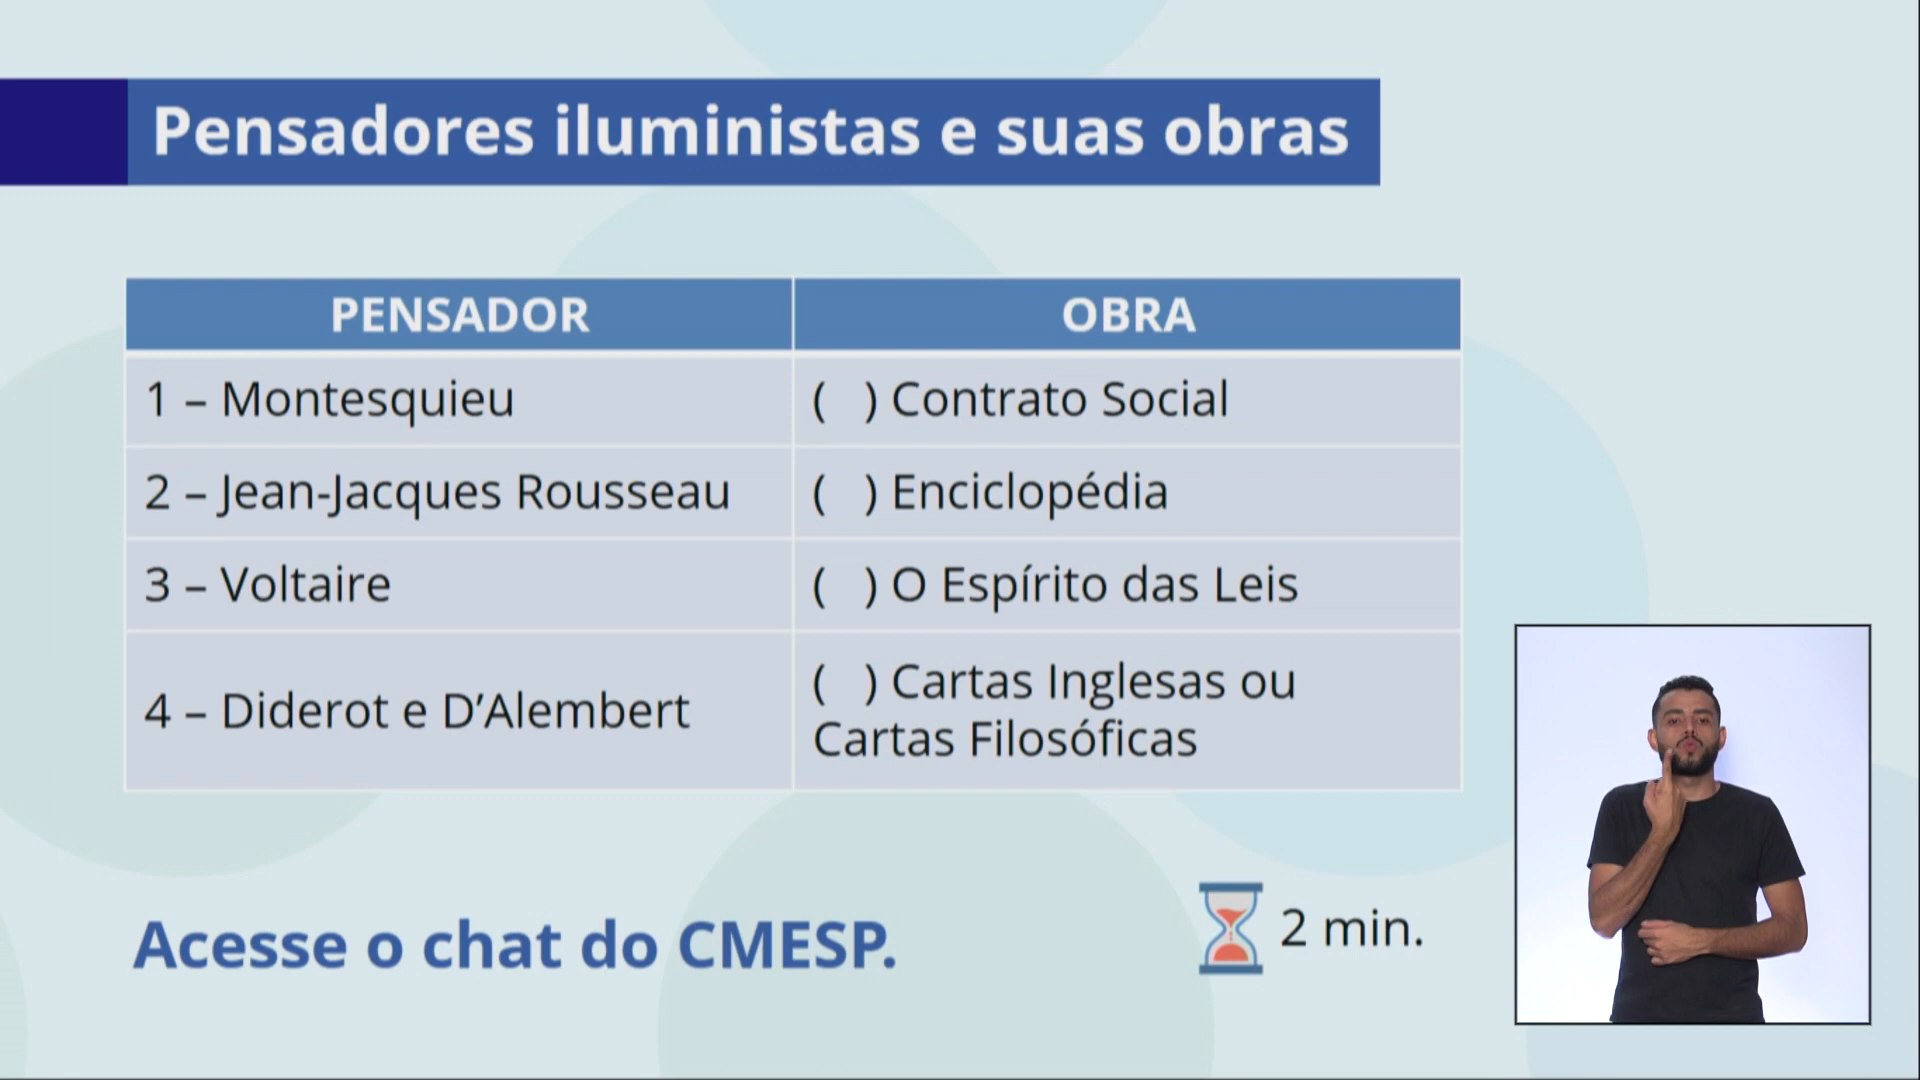 Pensadores iluministas e suas obras
PENSADOR
OBRA
1 – Montesquieu
( ) Contrato Social
2 – Jean-Jacques Rousseau
( ) Enciclopédia
3 – Voltaire
( ) O Espírito das Leis
4 – Diderot e D’Alembert
( ) Cartas Inglesas ou
Cartas Filosóficas
Acesse o chat do CMESP.
2 min.